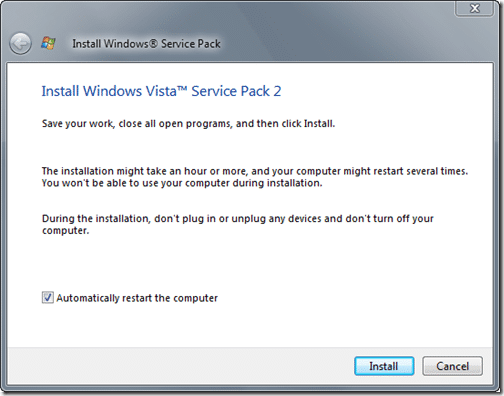 Install Windows® Service Pack
Install Windows Vista™ Service Pack 2
Save your work, close all open programs, and then click Install.
The installation might take an hour or more, and your computer might restart several times.
You won't be able to use your computer during installation.
During the installation, don't plug in or unplug any devices and don't turn off your
computer.
Automatically restart the computer
Install
Cancel